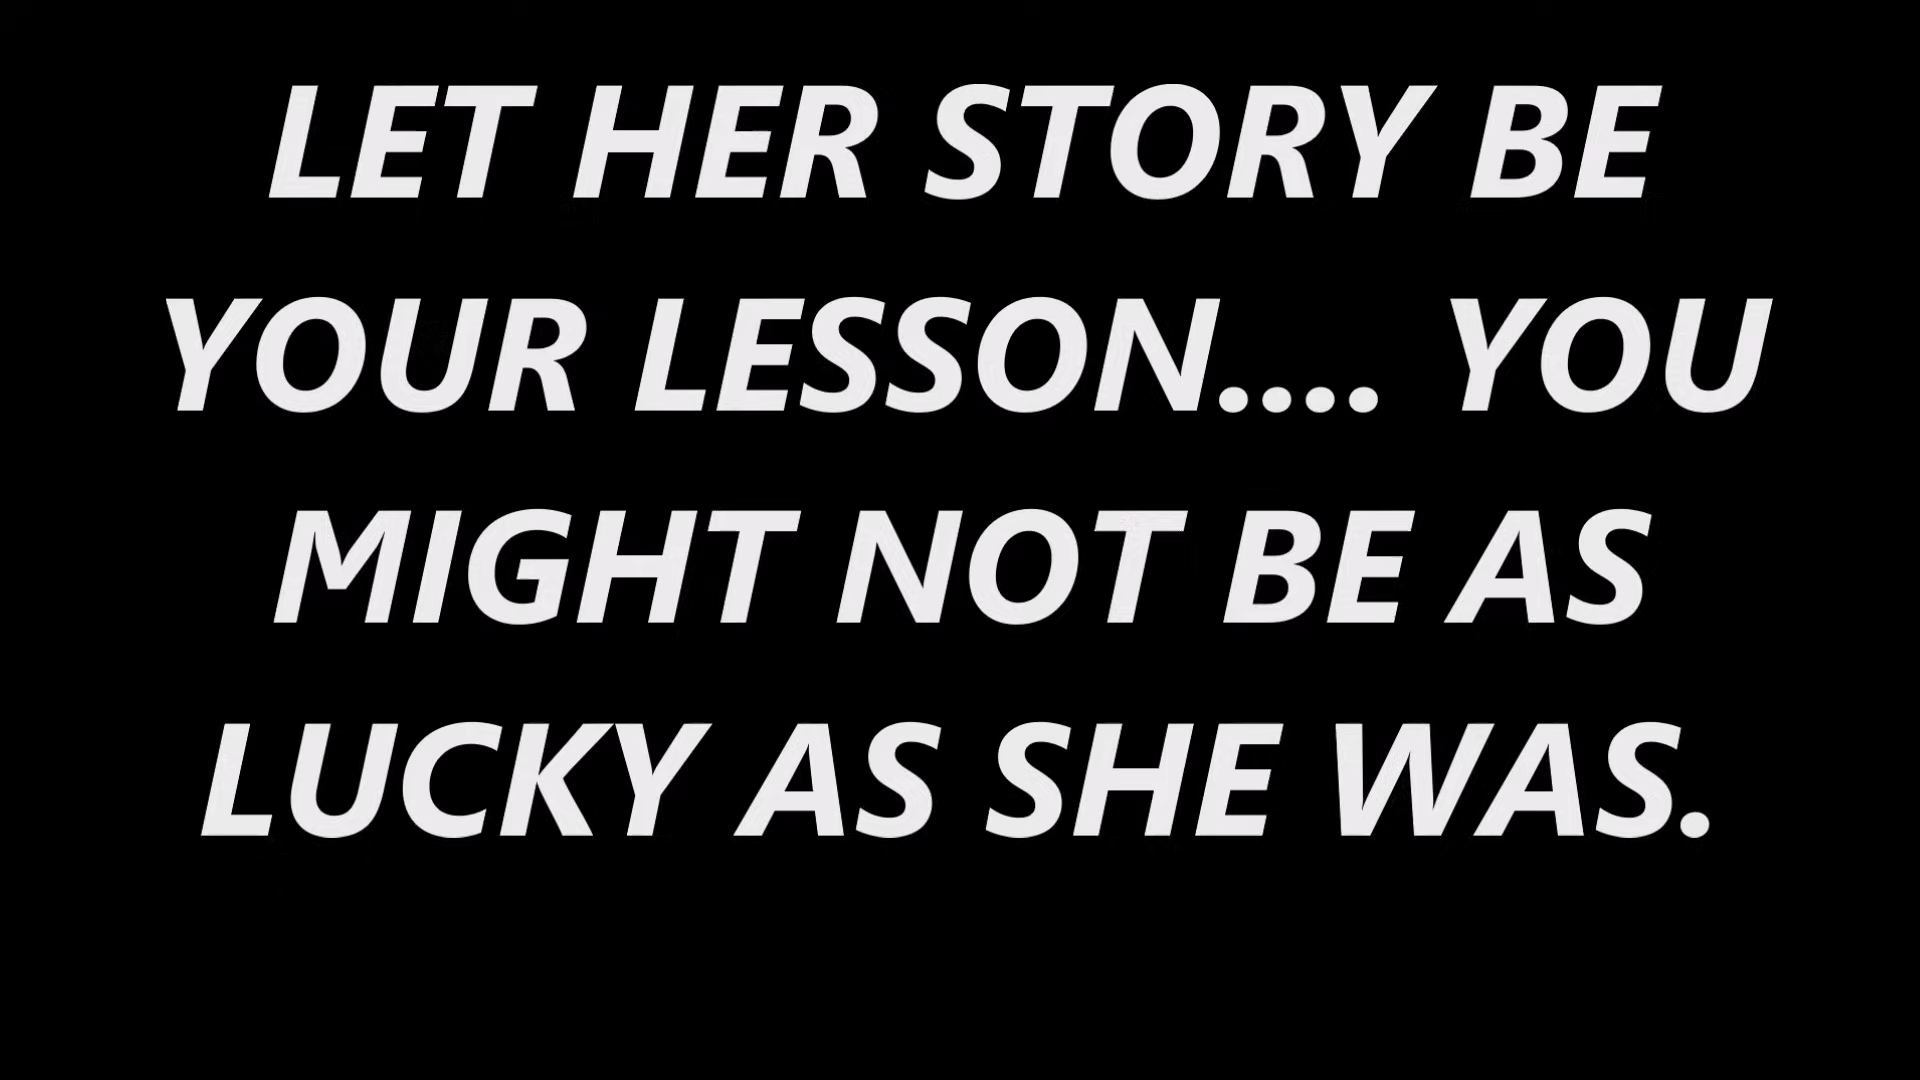 LET HER STORY BE
YOUR LESSON.... YOU
MIGHT NOT BE AS
LUCKY AS SHE WAS.